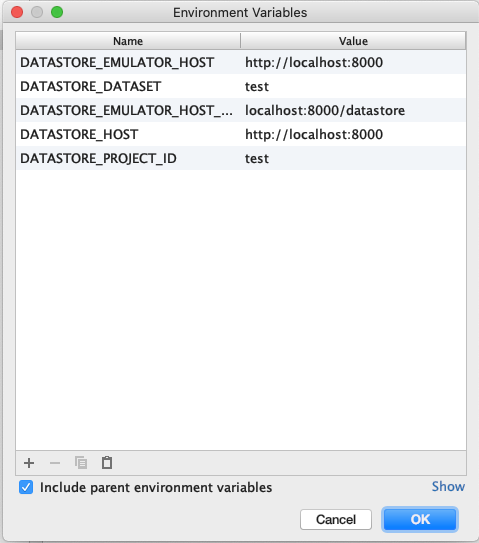 Environment Variables
Name Value
DATASTORE_EMULATOR_HOST http://localhost:8000
DATASTORE_DATASET test
DATASTORE_EMULATOR_HOST_... localhost:8000/datastore
DATASTORE_HOST http://localhost:8000
DATASTORE_PROJECT_ID test
Include parent environment variables Show
Cancel OK